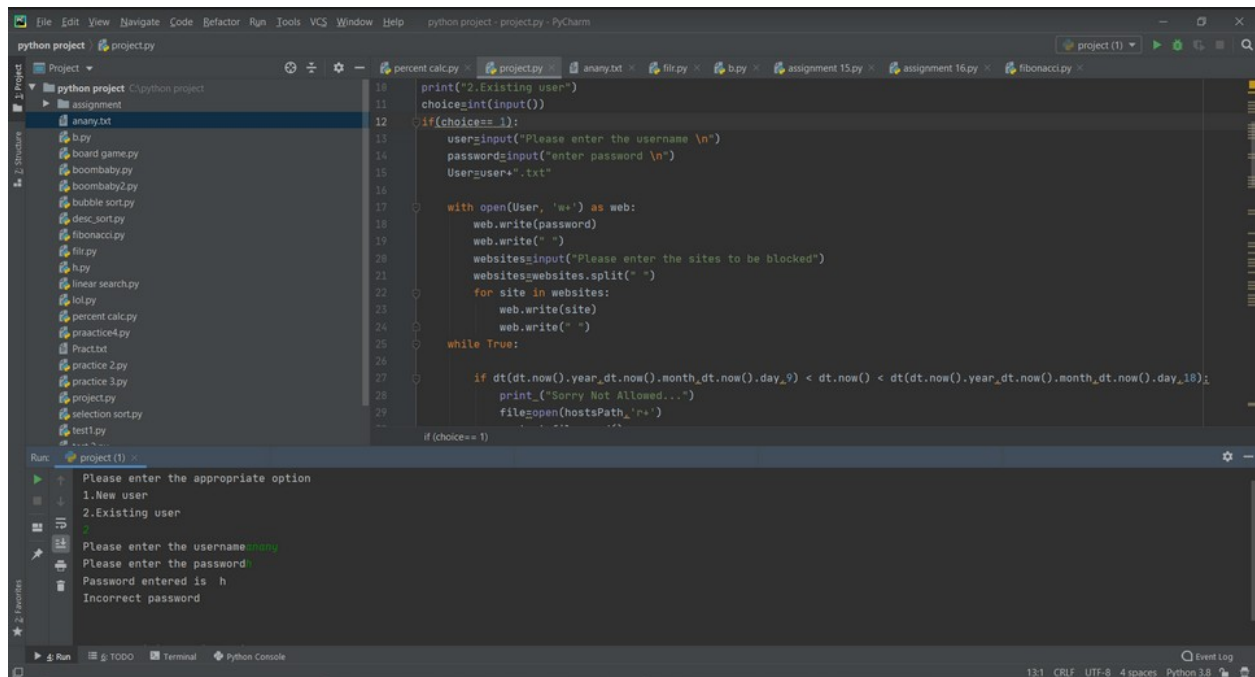 File Edit View Navigate Code Refactor Run Tools VCS Window Help python project - project.py - PyCharm
python project project.py project (1)
1: Project
Project
percent calc.py project.py anany.txt filr.py b.py assignment 15.py assignment 16.py fibonacci.py
python project C:\python project
assignment
anany.txt
b.py
board game.py
boombaby.py
boombaby2.py
bubble sort.py
desc_sort.py
fibonacci.py
filr.py
h.py
linear search.py
lol.py
percent calc.py
praactice4.py
Pract.txt
practice 2.py
practice 3.py
project.py
selection sort.py
test1.py
Z: Structure
10 print("2.Existing user")
11 choice=int(input())
12 if(choice== 1):
13 user=input("Please enter the username \n")
14 password=input("enter password \n")
15 User=user+".txt"
16
17 with open(User, 'w+') as web:
18 web.write(password)
19 web.write(" ")
20 websites=input("Please enter the sites to be blocked")
21 websites=websites.split(" ")
22 for site in websites:
23 web.write(site)
24 web.write(" ")
25 while True:
26
27 if dt(dt.now().year,dt.now().month,dt.now().day,9) < dt.now() < dt(dt.now().year,dt.now().month,dt.now().day,18):
28 print ("Sorry Not Allowed...")
29 file=open(hostsPath,'r+')
if (choice== 1)
Run: project (1)
Please enter the appropriate option
1.New user
2.Existing user
2
Please enter the usernameanany
Please enter the passwordh
Password entered is h
Incorrect password
2: Favorites
4: Run 6: TODO Terminal Python Console Event Log
13:1 CRLF UTF-8 4 spaces Python 3.8